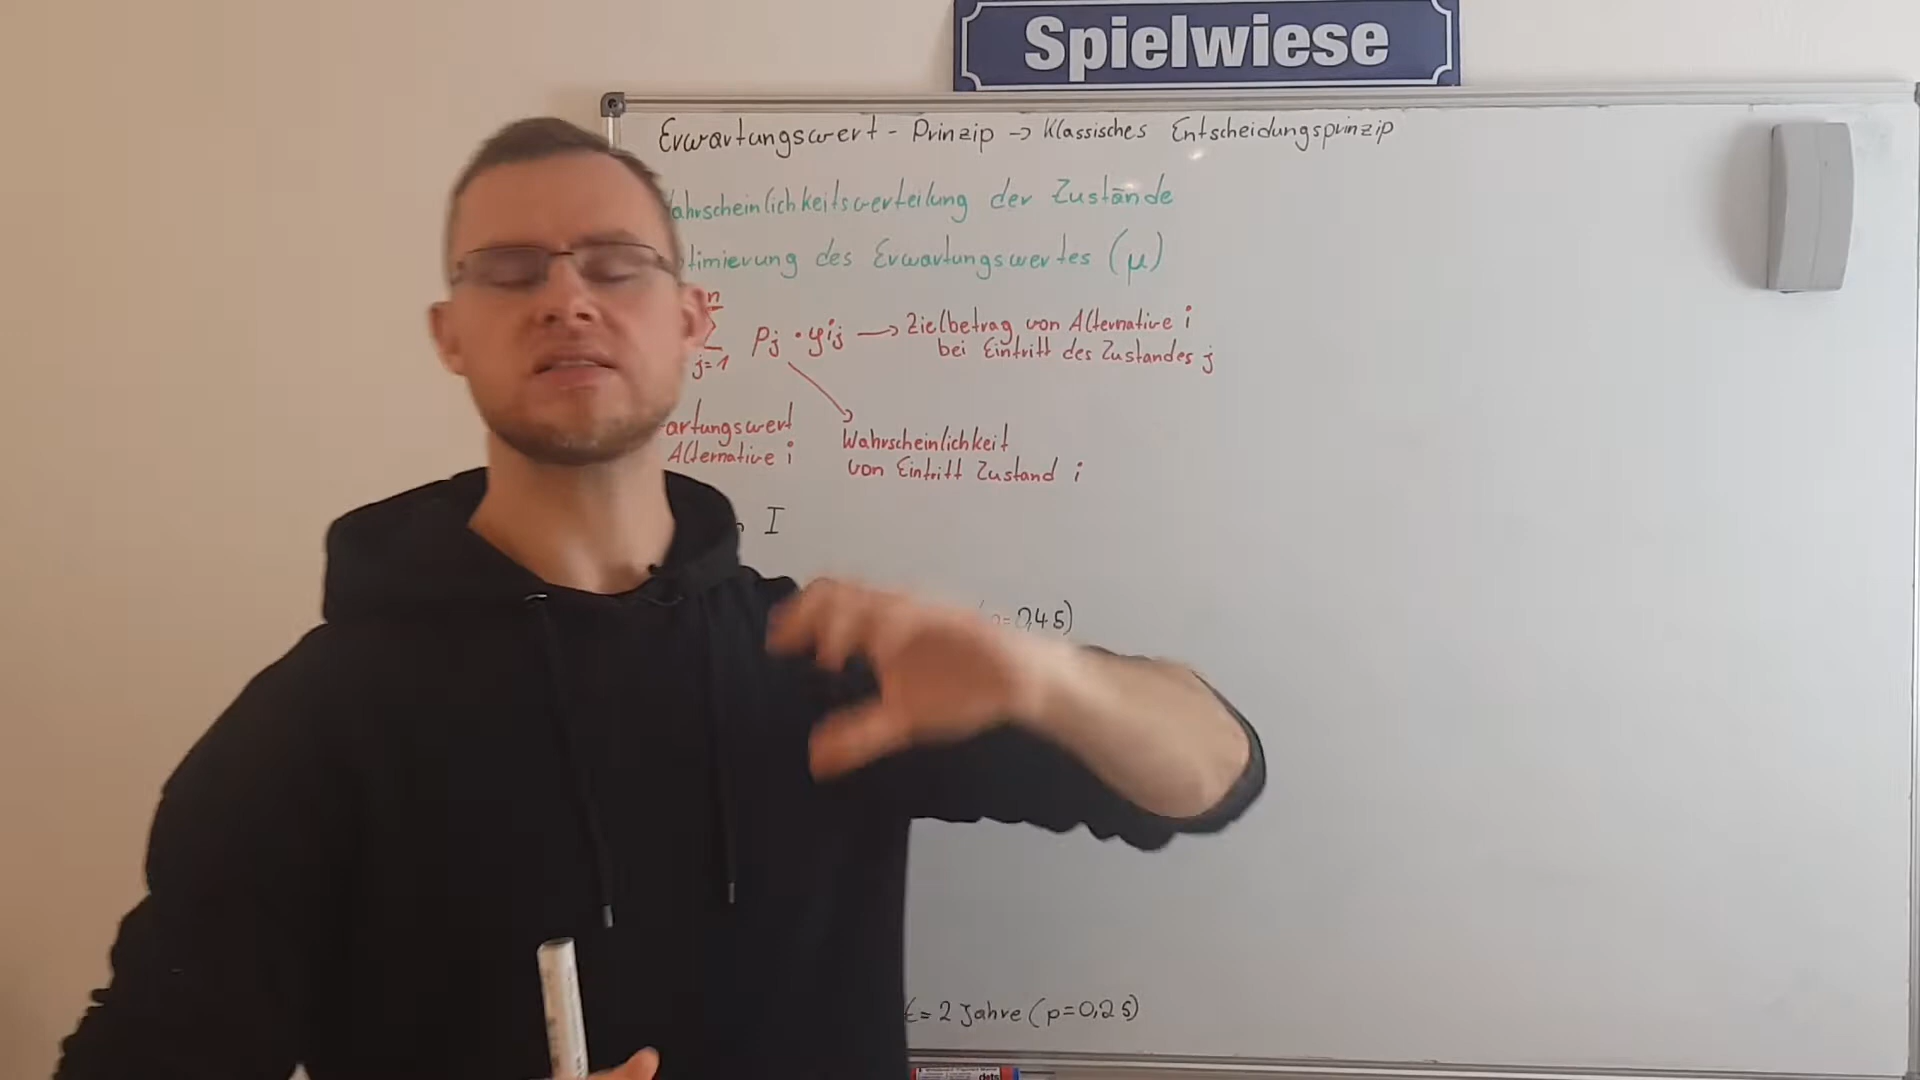 Spielwiese
Erwartungswert - Prinzip → Klassisches Entscheidungsprinzip
ahrscheinlichkeitsverteilung der Zustände
timierung des Erwartungswertes (μ)
n
j=1
Pj · yij → Zielbetrag von Alternative i
bei Eintritt des Zustandes j
artungswert
Alternative i
Wahrscheinlichkeit
von Eintritt Zustand i
I
p=0,45)
t=2 Jahre (p=0,25)